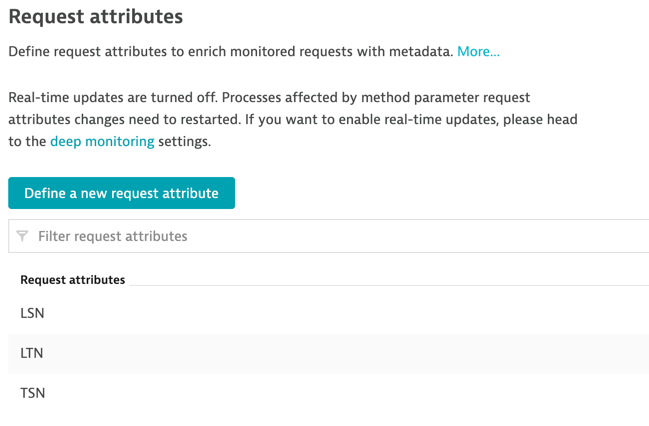 Request attributes
Define request attributes to enrich monitored requests with metadata. More...
Real-time updates are turned off. Processes affected by method parameter request
attributes changes need to restarted. If you want to enable real-time updates, please head
to the deep monitoring settings.
Define a new request attribute
Filter request attributes
Request attributes
LSN
LTN
TSN